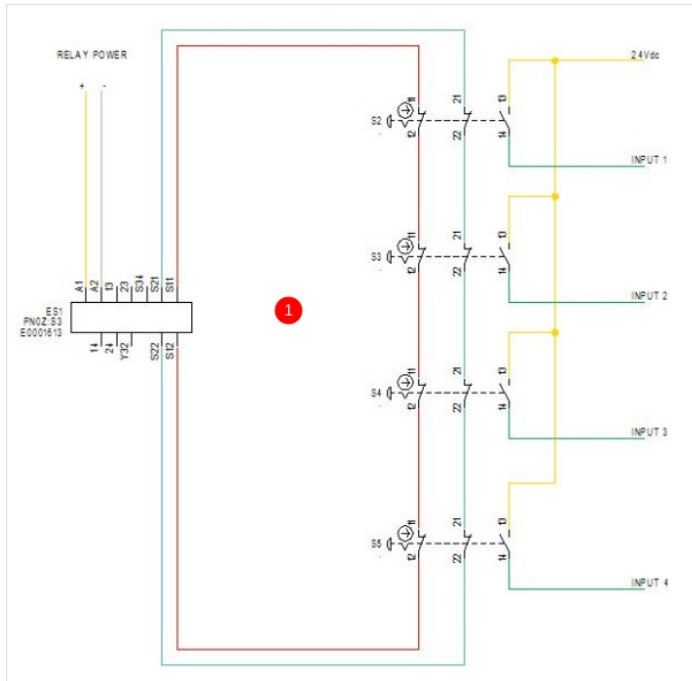 RELAY POWER
+ -
24Vdc
11 21 13
S2
12 22 14
INPUT 1
11 21 13
S3
12 22 14
INPUT 2
A1 A2 13 23 S34 S21 S11
ES1
PN0Z:S3
E0001613
14 24 Y32 S22 S12
1
11 21 13
S4
12 22 14
INPUT 3
11 21 13
S5
12 22 14
INPUT 4